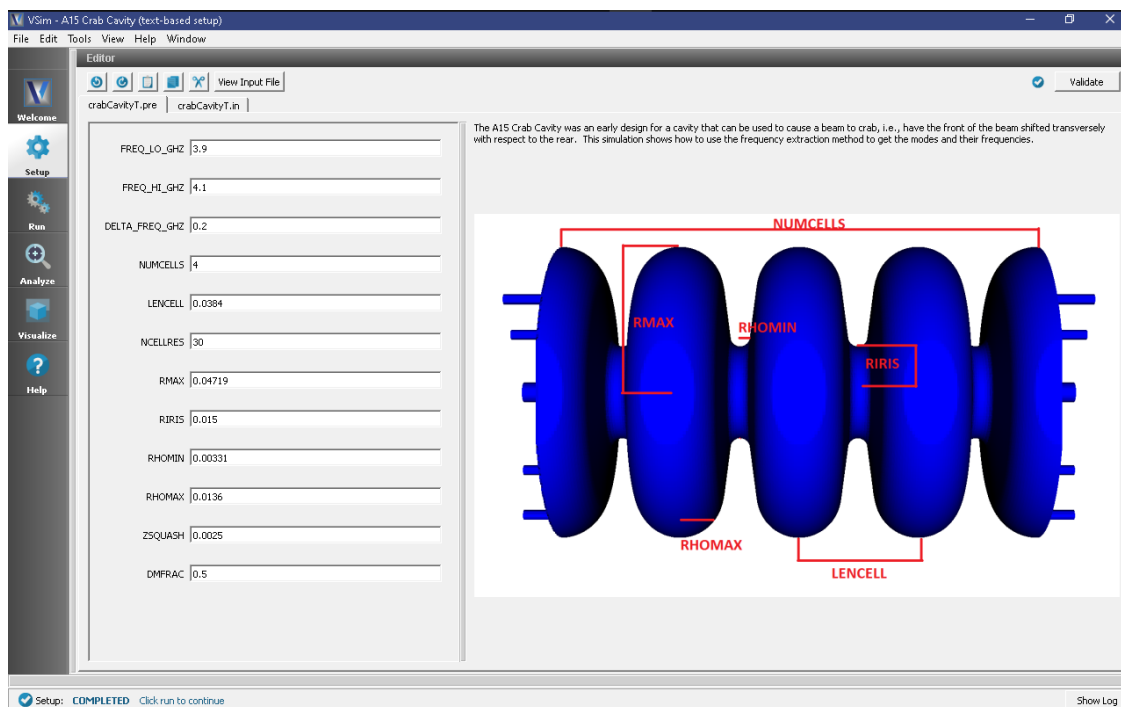 VSim - A15 Crab Cavity (text-based setup)
File Edit Tools View Help Window
Editor
View Input File
Validate
crabCavityT.pre
crabCavityT.in
Welcome
Setup
Run
Analyze
Visualize
Help
FREQ_LO_GHZ 3.9
FREQ_HI_GHZ 4.1
DELTA_FREQ_GHZ 0.2
NUMCELLS 4
LENCELL 0.0384
NCELLRES 30
RMAX 0.04719
RIRIS 0.015
RHOMIN 0.00331
RHOMAX 0.0136
ZSQUASH 0.0025
DMFRAC 0.5
The A15 Crab Cavity was an early design for a cavity that can be used to cause a beam to crab, i.e., have the front of the beam shifted transversely
with respect to the rear. This simulation shows how to use the frequency extraction method to get the modes and their frequencies.
NUMCELLS
RMAX
RHOMIN
RIRIS
RHOMAX
LENCELL
Setup: COMPLETED Click run to continue
Show Log